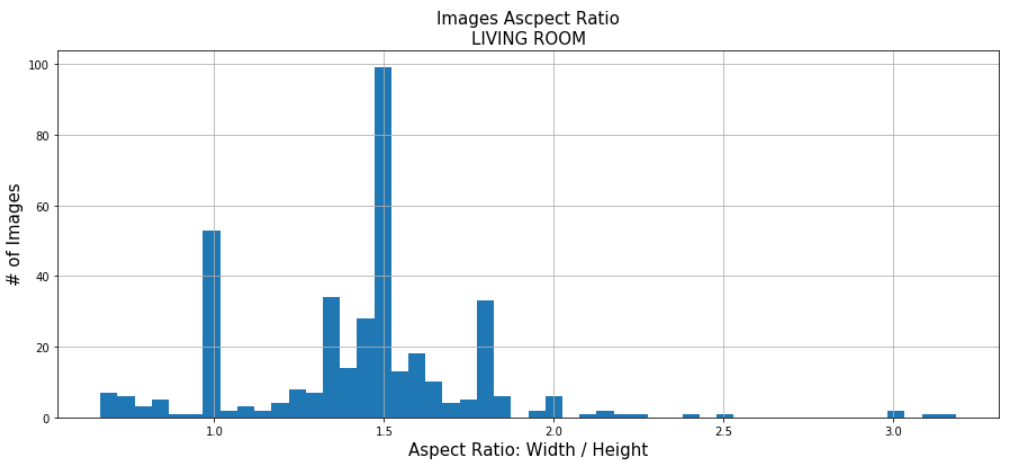 Images Ascpect Ratio
LIVING ROOM
100
80
60
40
20
0
# of Images
1.0 1.5 2.0 2.5 3.0
Aspect Ratio: Width / Height